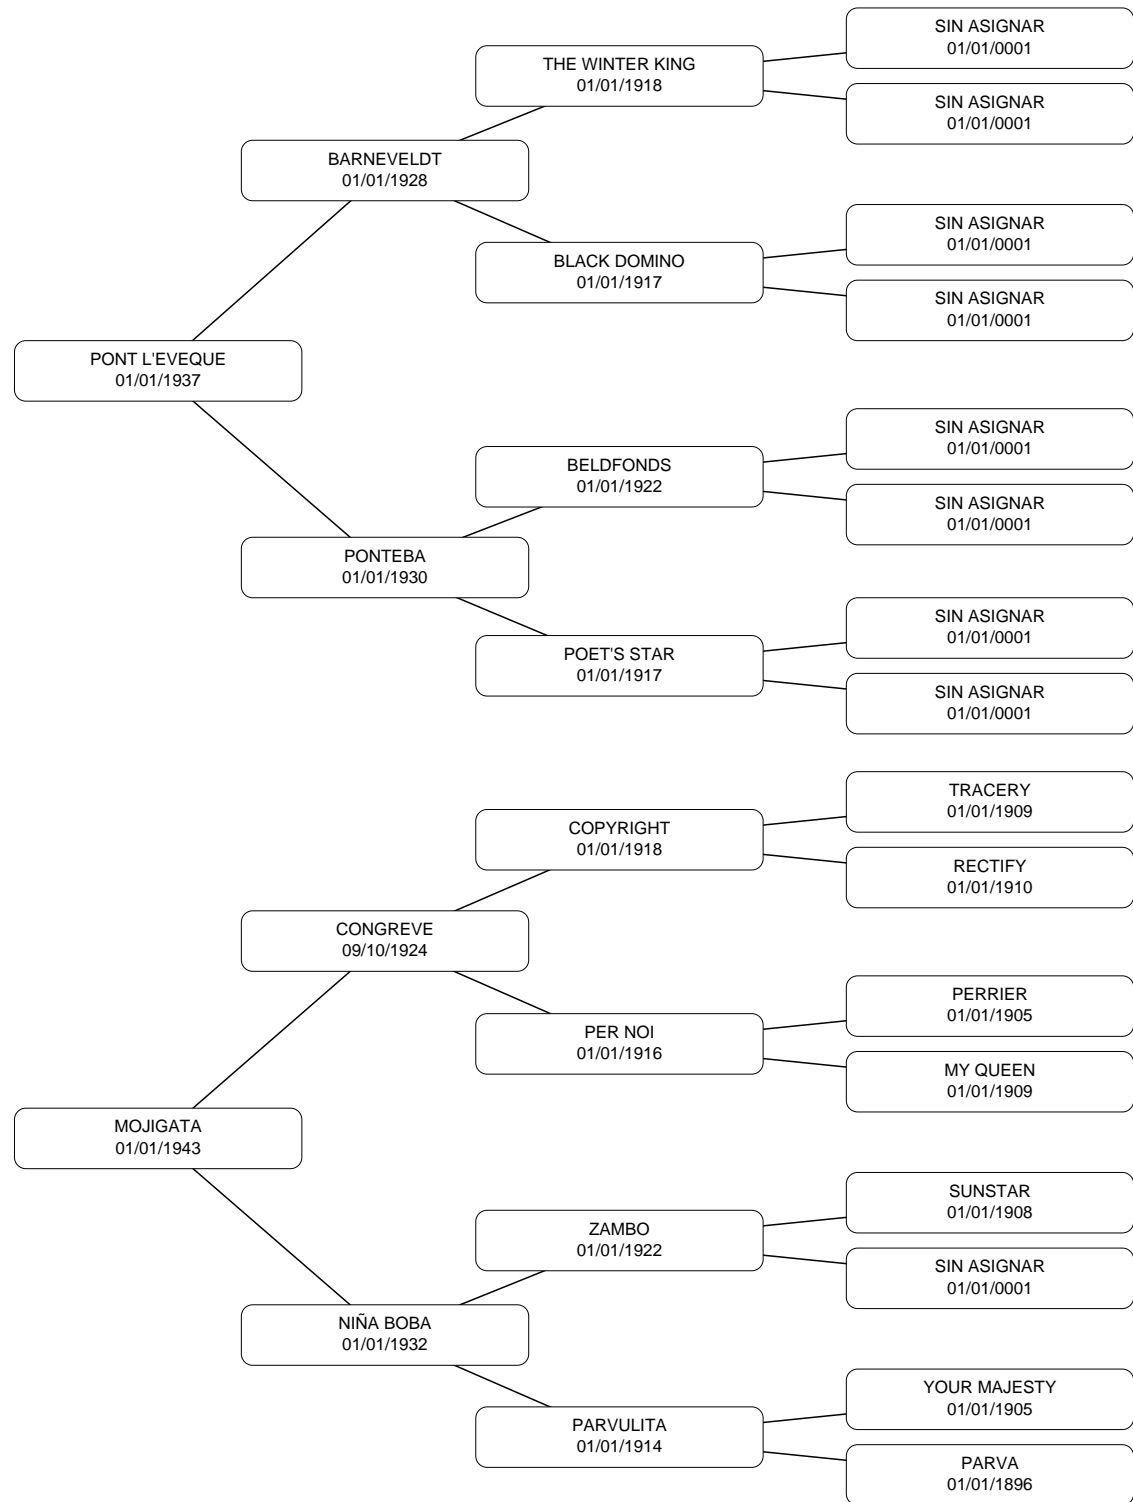 SIN ASIGNAR
01/01/0001
THE WINTER KING
01/01/1918
SIN ASIGNAR
01/01/0001
BARNEVELDT
01/01/1928
SIN ASIGNAR
01/01/0001
BLACK DOMINO
01/01/1917
SIN ASIGNAR
01/01/0001
PONT L'EVEQUE
01/01/1937
SIN ASIGNAR
01/01/0001
BELDFONDS
01/01/1922
SIN ASIGNAR
01/01/0001
PONTEBA
01/01/1930
SIN ASIGNAR
01/01/0001
POET'S STAR
01/01/1917
SIN ASIGNAR
01/01/0001
TRACERY
01/01/1909
COPYRIGHT
01/01/1918
RECTIFY
01/01/1910
CONGREVE
09/10/1924
PERRIER
01/01/1905
PER NOI
01/01/1916
MY QUEEN
01/01/1909
MOJIGATA
01/01/1943
SUNSTAR
01/01/1908
ZAMBO
01/01/1922
SIN ASIGNAR
01/01/0001
NIÑA BOBA
01/01/1932
YOUR MAJESTY
01/01/1905
PARVULITA
01/01/1914
PARVA
01/01/1896